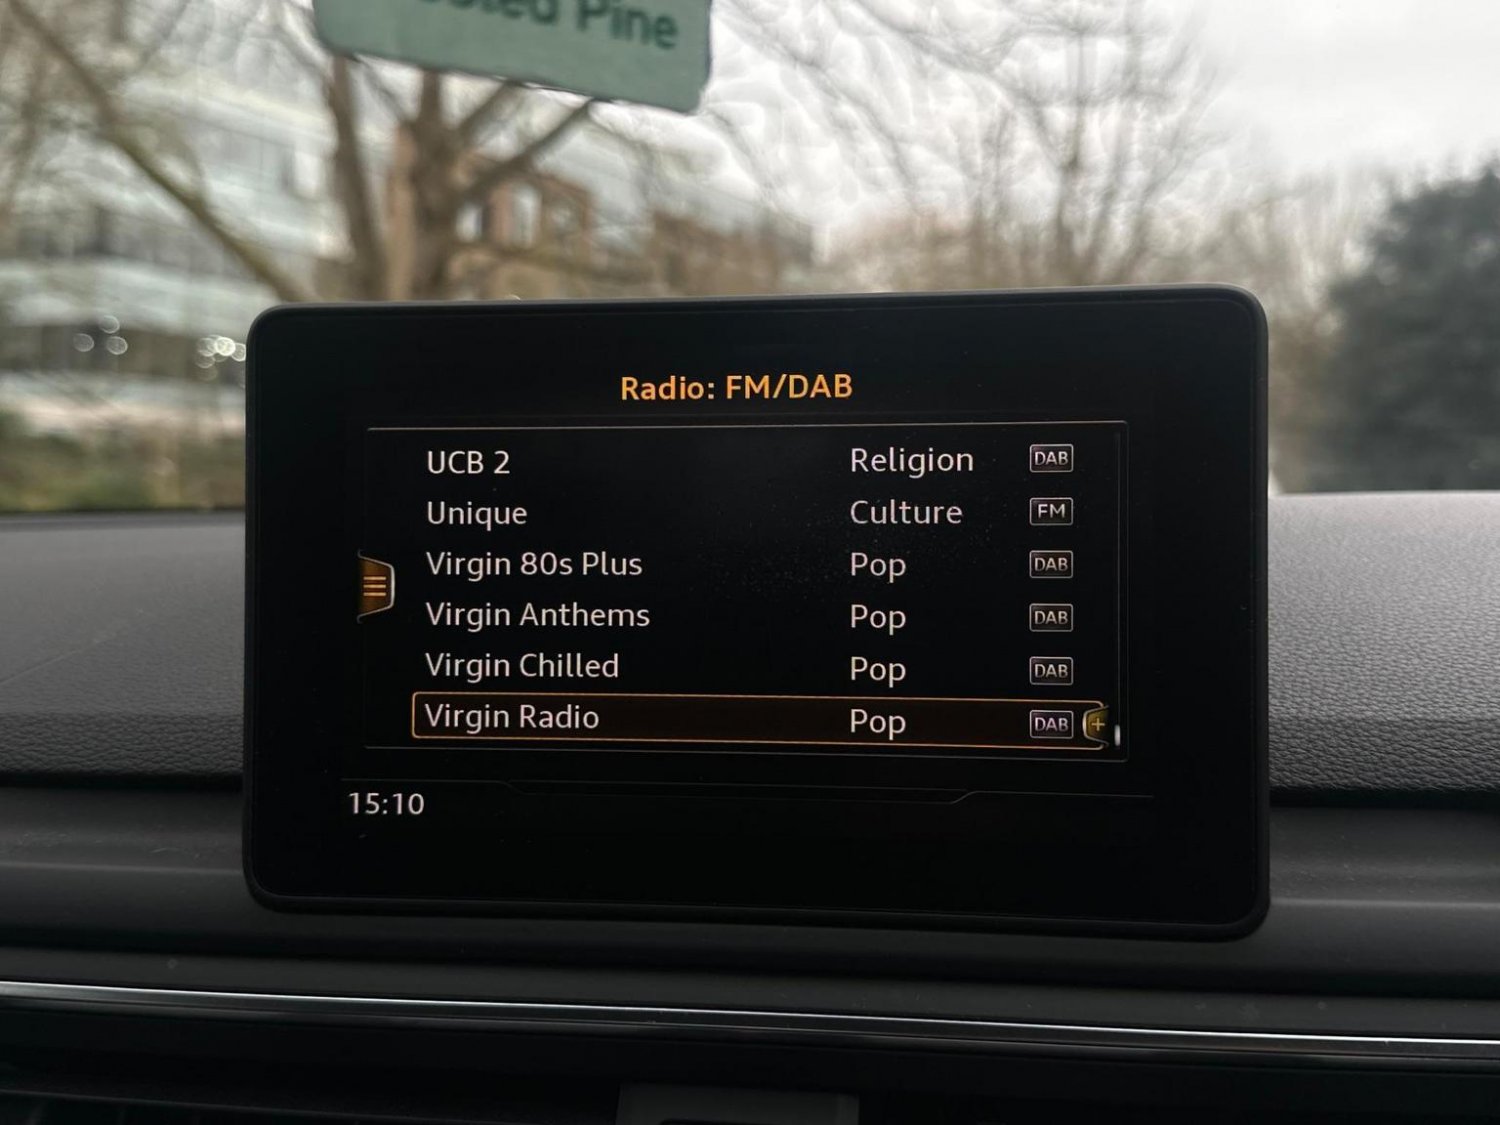 Pine
Radio: FM/DAB
UCB 2 Religion DAB
Unique Culture FM
Virgin 80s Plus Pop DAB
Virgin Anthems Pop DAB
Virgin Chilled Pop DAB
Virgin Radio Pop DAB +
15:10